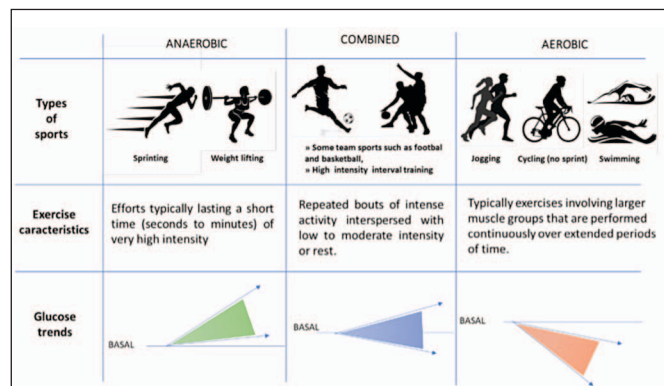 ANAEROBIC
COMBINED
AEROBIC
Types
of
sports
Sprinting
Weight lifting
» Some team sports such as footbal
and basketball,
» High intensity interval training
Jogging
Cycling (no sprint)
Swimming
Exercise
caracteristics
Efforts typically lasting a short
time (seconds to minutes) of
very high intensity
Repeated bouts of intense
activity interspersed with
low to moderate intensity
or rest.
Typically exercises involving larger
muscle groups that are performed
continuously over extended periods
of time.
Glucose
trends
BASAL
BASAL
BASAL